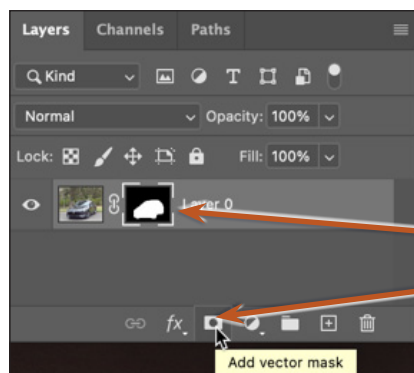 Layers Channels Paths
Kind T
Normal Opacity: 100%
Lock: Fill: 100%
Layer 0
fx
Add vector mask